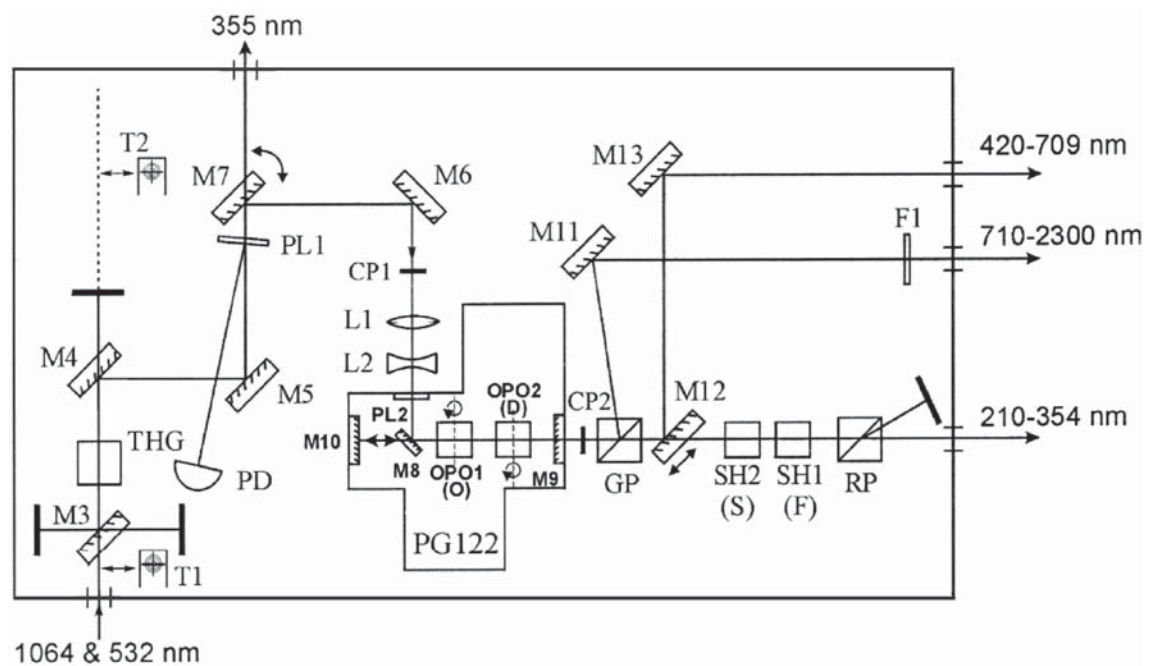 355 nm
T2
M7
M6
M13
420-709 nm
PL1
M11
F1
710-2300 nm
CP1
L1
L2
M4
M5
M12
OPO2
(D)
CP2
PL2
210-354 nm
M10
M8
OPO1
(O)
M9
GP
SH2
(S)
SH1
(F)
RP
THG
PD
M3
PG122
T1
1064 & 532 nm